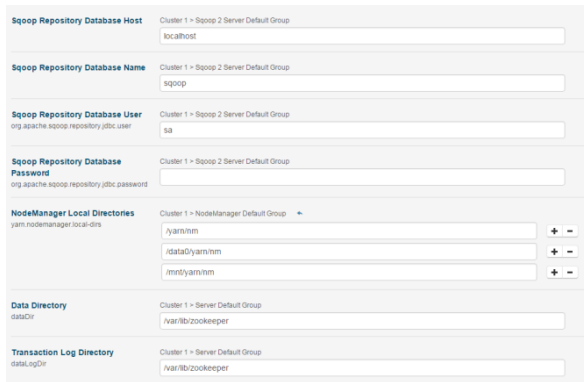 Sqoop Repository Database Host
Cluster 1 > Sqoop 2 Server Default Group
localhost
Sqoop Repository Database Name
Cluster 1 > Sqoop 2 Server Default Group
sqoop
Sqoop Repository Database User
org.apache.sqoop.repository.jdbc.user
Cluster 1 > Sqoop 2 Server Default Group
sa
Sqoop Repository Database
Password
org.apache.sqoop.repository.jdbc.password
Cluster 1 > Sqoop 2 Server Default Group
NodeManager Local Directories
yarn.nodemanager.local-dirs
Cluster 1 > NodeManager Default Group
/yarn/nm
/data0/yarn/nm
/mnt/yarn/nm
Data Directory
dataDir
Cluster 1 > Server Default Group
/var/lib/zookeeper
Transaction Log Directory
dataLogDir
Cluster 1 > Server Default Group
/var/lib/zookeeper